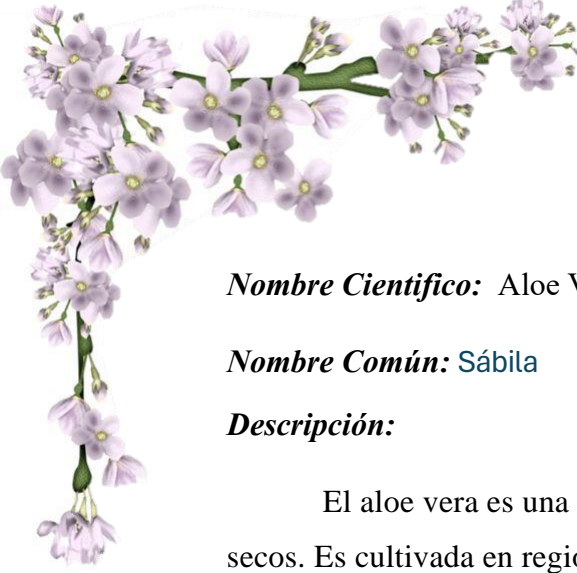 Nombre Cientifico: Aloe
Nombre Común: Sábila
Descripción:
El aloe vera es una
secos. Es cultivada en